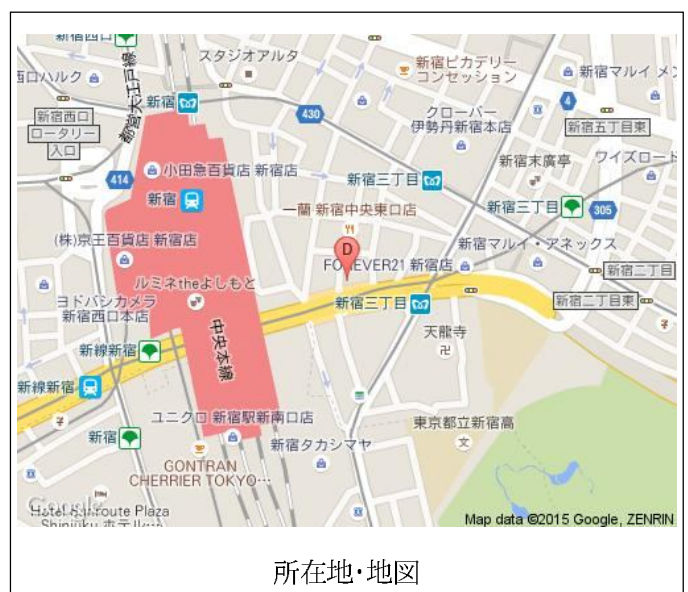 新宿西口
スタジオアルタ
新宿ピカデリー
コンセッション
西口ハルク
新宿マルイ メン
都営大江戸線
新宿
4
430
クローバー
伊勢丹新宿本店
新宿西口
ロータリー
入口
新宿五丁目東
小田急百貨店 新宿店
新宿末廣亭
ワイズロード
414
新宿三丁目
新宿
一蘭 新宿中央東口店
新宿三丁目
305
(株)京王百貨店 新宿店
D
新宿マルイ・アネックス
FOREVER21 新宿店
新宿二丁目
ルミネtheよしもと
ヨドバシカメラ
新宿西口本店
新宿三丁目
新宿二丁目東
中央本線
天龍寺
新線新宿
新線新宿
ユニクロ 新宿駅新南口店
東京都立新宿高
新宿
新宿タカシマヤ
文
GONTRAN
CHERRIER TOKYO…
Google
Hotel Sunroute Plaza
Shinjuku ホテル…
Map data ©2015 Google, ZENRIN
所在地・地図